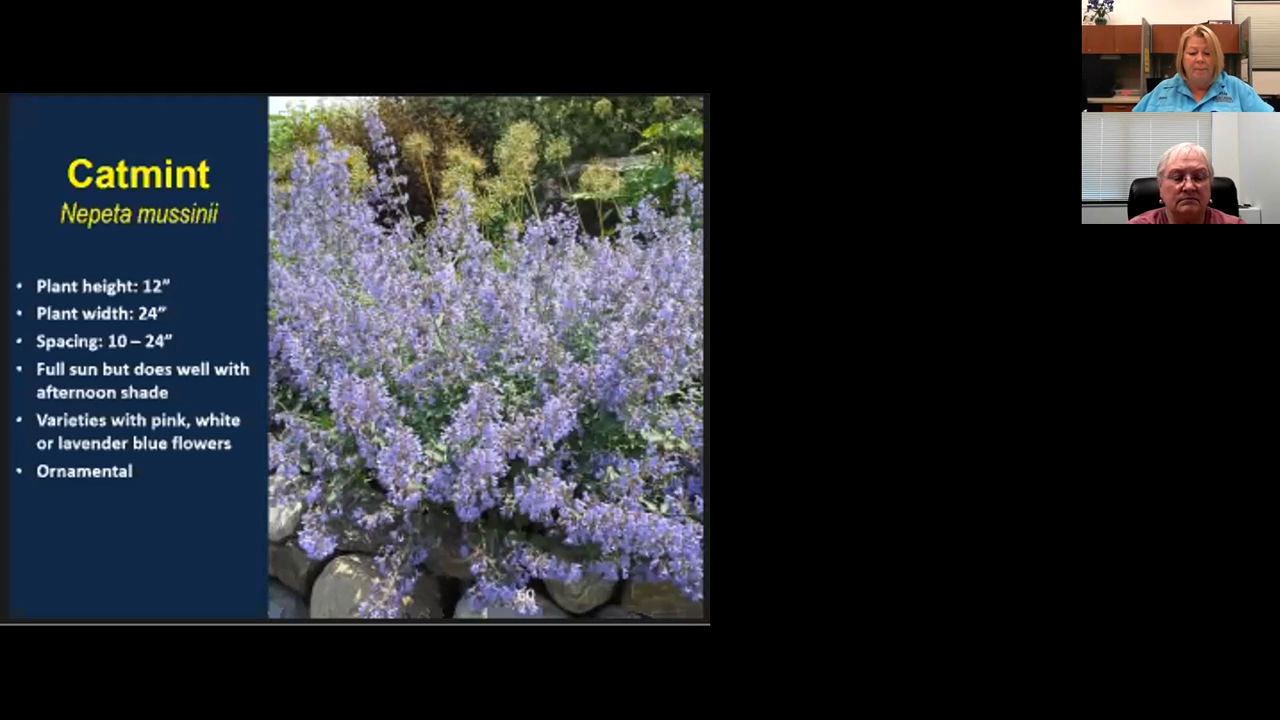 Catmint
Nepeta mussinii
• Plant height: 12”
• Plant width: 24”
• Spacing: 10 – 24”
• Full sun but does well with
afternoon shade
• Varieties with pink, white
or lavender blue flowers
• Ornamental
60